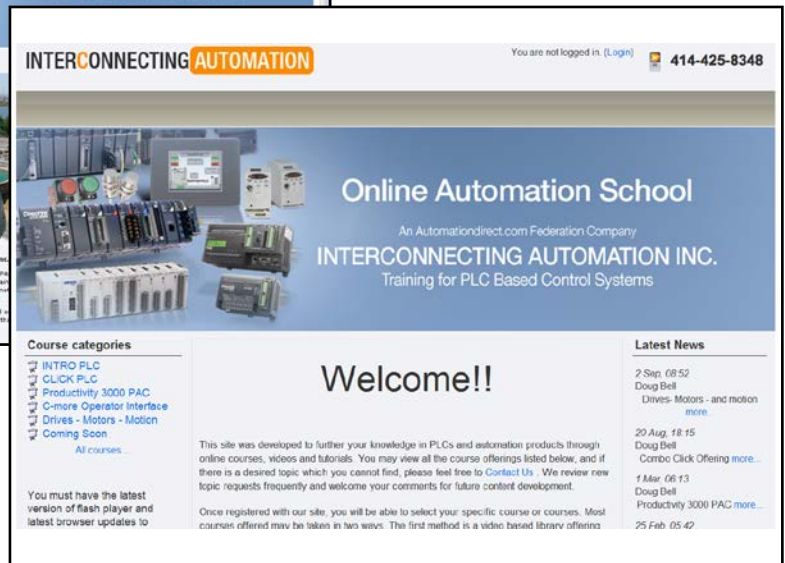 INTERCONNECTING AUTOMATION
You are not logged in. (Login)
414-425-8348
Online Automation School
An Automationdirect.com Federation Company
INTERCONNECTING AUTOMATION INC.
Training for PLC Based Control Systems
Course categories
INTRO PLC
CLICK PLC
Productivity 3000 PAC
C-more Operator Interface
Drives - Motors - Motion
Coming Soon
All courses...
You must have the latest
version of flash player and
latest browser updates to
Welcome!!
This site was developed to further your knowledge in PLCs and automation products through
online courses, videos and tutorials. You may view all the course offerings listed below, and if
there is a desired topic which you cannot find, please feel free to Contact Us . We review new
topic requests frequently and welcome your comments for future content development.
Once registered with our site, you will be able to select your specific course or courses. Most
courses offered may be taken in two ways. The first method is a video based library offering
Latest News
2 Sep, 08:52
Doug Bell
Drives- Motors - and motion
more...
20 Aug, 18:15
Doug Bell
Combo Click Offering more...
1 Mar, 06:13
Doug Bell
Productivity 3000 PAC more...
25 Feb, 05:42